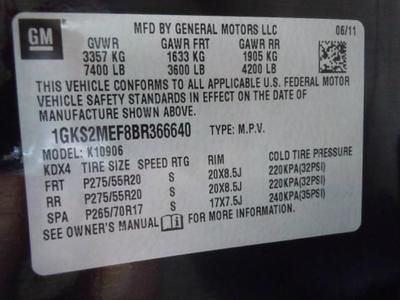 GM
MFD BY GENERAL MOTORS LLC
06/11
GVWR GAWR FRT GAWR RR
3357 KG 1633 KG 1905 KG
7400 LB 3600 LB 4200 LB
THIS VEHICLE CONFORMS TO ALL APPLICABLE U.S. FEDERAL MOTOR
VEHICLE SAFETY STANDARDS IN EFFECT ON THE DATE OF
MANUFACTURE SHOWN ABOVE.
1GKS2MEF8BR366640 TYPE: M.P.V.
MODEL: K10906
KDX4 TIRE SIZE SPEED RTG RIM COLD TIRE PRESSURE
FRT P275/55R20 S 20X8.5J 220KPA(32PSI)
RR P275/55R20 S 20X8.5J 220KPA(32PSI)
SPA P265/70R17 S 17X7.5J 240KPA(35PSI)
SEE OWNER'S MANUAL FOR MORE INFORMATION.